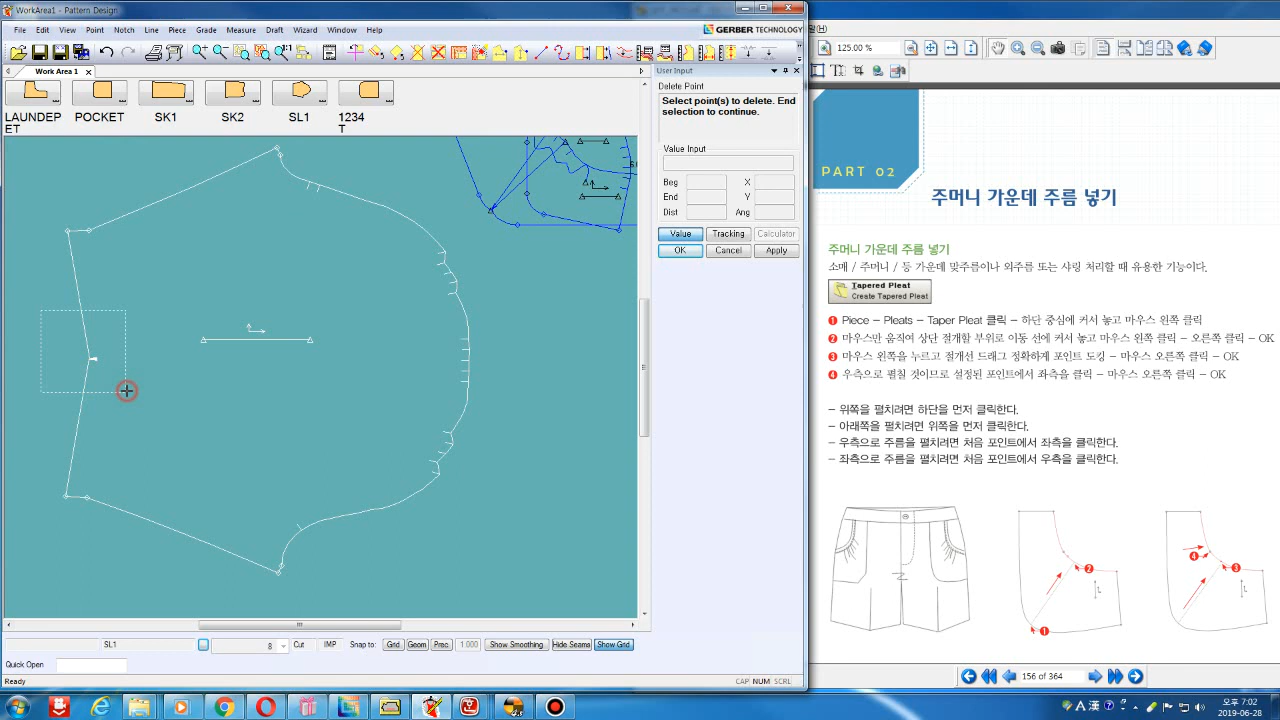 WorkArea1 - Pattern Design
File Edit View Point Notch Line Piece Grade Measure Draft Wizard Window Help
GERBER TECHNOLOGY
Work Area 1
LAUNDEP
ET
POCKET
SK1
SK2
SL1
1234
T
User Input
Delete Point
Select point(s) to delete. End
selection to continue.
Value Input
Beg X
End Y
Dist Ang
Value Tracking Calculator
OK Cancel Apply
SL1 8 Cut IMP Snap to: Grid Geom Prec. 1.000 Show Smoothing Hide Seams Show Grid
Quick Open
Ready
CAP NUM SCRL
125.00 %
PART 02
주머니 가운데 주름 넣기
주머니 가운데 주름 넣기
소매 / 주머니 / 등 가운데 맞주름이나 외주름 또는 샤링 처리할 때 유용한 기능이다.
Tapered Pleat
Create Tapered Pleat
❶ Piece – Pleats – Taper Pleat 클릭 – 하단 중심에 커서 놓고 마우스 왼쪽 클릭
❷ 마우스만 움직여 상단 절개할 부위로 이동 선에 커서 놓고 마우스 왼쪽 클릭 – 오른쪽 클릭 – OK
❸ 마우스 왼쪽을 누르고 절개선 드래그 정확하게 포인트 도킹 – 마우스 오른쪽 클릭 – OK
❹ 우측으로 펼칠 것이므로 설정된 포인트에서 좌측을 클릭 – 마우스 오른쪽 클릭 – OK
– 위쪽을 펼치려면 하단을 먼저 클릭한다.
– 아래쪽을 펼치려면 위쪽을 먼저 클릭한다.
– 우측으로 주름을 펼치려면 처음 포인트에서 좌측을 클릭한다.
– 좌측으로 주름을 펼치려면 처음 포인트에서 우측을 클릭한다.
❷
❶
❹
❸
156 of 364
A 漢
오후 7:02
2019-06-28